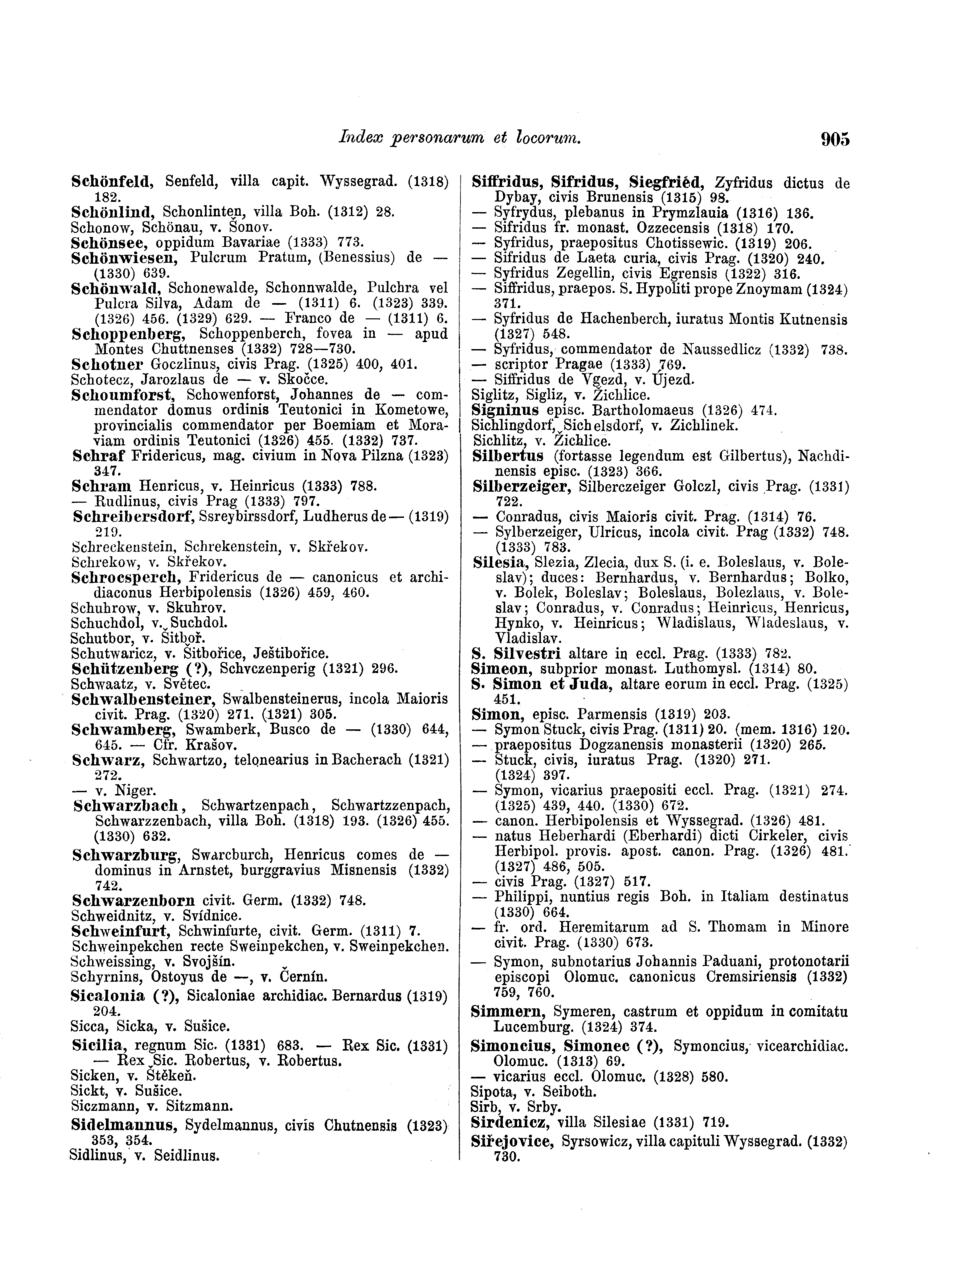 Index personarum et locorum.
905
Schönfeld, Senfeld, villa capit. Wyssegrad. (1318)
182.
Schönlind, Schonlinten, villa Boh. (1312) 28.
Schonow, Schönau, v. Šonov.
Schönsee, oppidum Bavariae (1333) 773.
Schönwiesen, Pulcrum Pratum, (Benessius) de —
(1330) 639.
Schönwald, Schonewalde, Schonnwalde, Pulchra vel
Pulcra Silva, Adam de — (1311) 6. (1323) 339.
(1326) 456. (1329) 629. — Franco de — (1311) 6.
Schoppenberg, Schoppenberch, fovea in — apud
Montes Chuttnenses (1332) 728—730.
Schotner Goczlinus, civis Prag. (1325) 400, 401.
Schotecz, Jarozlaus de — v. Skočce.
Schoumforst, Schowenforst, Johannes de — com-
mendator domus ordinis Teutonici in Kometowe,
provincialis commendator per Boemiam et Mora-
viam ordinis Teutonici (1326) 455. (1332) 737.
Schraf Fridericus, mag. civium in Nova Pilzna (1323)
347.
Schram Henricus, v. Heinricus (1333) 788.
— Rudlinus, civis Prag (1333) 797.
Schreibersdorf, Ssreybirssdorf, Ludherus de — (1319)
219.
Schreckenstein, Schrekenstein, v. Skřekov.
Schrekow, v. Skřekov.
Schrocsperch, Fridericus de — canonicus et archi-
diaconus Herbipolensis (1326) 459, 460.
Schuhrow, v. Skuhrov.
Schuchdol, v. Suchdol.
Schutbor, v. Sitboř.
Schutwaricz, v. Šitbořice, Ještibořice.
Schützenberg (?), Schvczenperig (1321) 296.
Schwaatz, v. Světec.
Schwalbensteiner, Swalbensteinerus, incola Maioris
civit. Prag. (1320) 271. (1321) 305.
Schwamberg, Swamberk, Busco de — (1330) 644,
645. — Cfr. Krašov.
Schwarz, Schwartzo, telonearius in Bacherach (1321)
272.
— v. Niger.
Schwarzbach, Schwartzenpach, Schwartzzenpach,
Schwarzzenbach, villa Boh. (1318) 193. (1326) 455.
(1330) 632.
Schwarzburg, Swarcburch, Henricus comes de —
dominus in Arnstet, burggravius Misnensis (1332)
742.
Schwarzenborn civit. Germ. (1332) 748.
Schweidnitz, v. Svídnice.
Schweinfurt, Schwinfurte, civit. Germ. (1311) 7.
Schweinpekchen recte Sweinpekchen, v. Sweinpekchen.
Schweissing, v. Svojšín.
Schyrnins, Ostoyus de —, v. Černín.
Sicalonia (?), Sicaloniae archidiac. Bernardus (1319)
204.
Sicca, Sicka, v. Sušice.
Sicilia, regnum Sic. (1331) 683. — Rex Sic. (1331)
— Rex Sic. Robertus, v. Robertus.
Sicken, v. Štěkeň.
Sickt, v. Sušice.
Siczmann, v. Sitzmann.
Sidelmannus, Sydelmannus, civis Chutnensis (1323)
353, 354.
Sidlinus, v. Seidlinus.
Siffridus, Sifridus, Siegfried, Zyfridus dictus de
Dybay, civis Brunensis (1315) 98.
— Syfrydus, plebanus in Prymzlauia (1316) 136.
— Sifridus fr. monast. Ozzecensis (1318) 170.
— Syfridus, praepositus Chotissewic. (1319) 206.
— Sifridus de Laeta curia, civis Prag. (1320) 240.
— Syfridus Zegellin, civis Egrensis (1322) 316.
— Siffridus, praepos. S. Hypoliti prope Znoymam (1324)
371.
— Syfridus de Hachenberch, iuratus Montis Kutnensis
(1327) 548.
— Syfridus, commendator de Naussedlicz (1332) 738.
— scriptor Pragae (1333) 769.
— Siffridus de Vgezd, v. Újezd.
Siglitz, Sigliz, v. Žichlice.
Signinus episc. Bartholomaeus (1326) 474.
Sichlingdorf, Sichelsdorf, v. Zichlinek.
Sichlitz, v. Žichlice.
Silbertus (fortasse legendum est Gilbertus), Nachdi-
nensis episc. (1323) 366.
Silberzeiger, Silberczeiger Golczl, civis Prag. (1331)
722.
— Conradus, civis Maioris civit. Prag. (1314) 76.
— Sylberzeiger, Ulricus, incola civit. Prag (1332) 748.
(1333) 783.
Silesia, Slezia, Zlecia, dux S. (i. e. Boleslaus, v. Bole-
slav); duces: Bernhardus, v. Bernhardus; Bolko,
v. Bolek, Boleslav; Boleslaus, Bolezlaus, v. Bole-
slav; Conradus, v. Conradus; Heinricus, Henricus,
Hynko, v. Heinricus; Wladislaus, Wladeslaus, v.
Vladislav.
S. Silvestri altare in eccl. Prag. (1333) 782.
Simeon, subprior monast. Luthomysl. (1314) 80.
S. Simon et Juda, altare eorum in eccl. Prag. (1325)
451.
Simon, episc. Parmensis (1319) 203.
— Symon Stuck, civis Prag. (1311) 20. (mem. 1316) 120.
— praepositus Dogzanensis monasterii (1320) 265.
— Stuck, civis, iuratus Prag. (1320) 271.
(1324) 397.
— Symon, vicarius praepositi eccl. Prag. (1321) 274.
(1325) 439, 440. (1330) 672.
— canon. Herbipolensis et Wyssegrad. (1326) 481.
— natus Heberhardi (Eberhardi) dicti Cirkeler, civis
Herbipol. provis. apost. canon. Prag. (1326) 481.
(1327) 486, 505.
— civis Prag. (1327) 517.
— Philippi, nuntius regis Boh. in Italiam destinatus
(1330) 664.
— fr. ord. Heremitarum ad S. Thomam in Minore
civit. Prag. (1330) 673.
— Symon, subnotarius Johannis Paduani, protonotarii
episcopi Olomuc. canonicus Cremsiriensis (1332)
759, 760.
Simmern, Symeren, castrum et oppidum in comitatu
Lucemburg. (1324) 374.
Simoncius, Simonec (?), Symoncius, vicearchidiac.
Olomuc. (1313) 69.
— vicarius eccl. Olomuc. (1328) 580.
Sipota, v. Seiboth.
Sirb, v. Srby.
Sirdenicz, villa Silesiae (1331) 719.
Siřejovice, Syrsowicz, villa capituli Wyssegrad. (1332)
730.